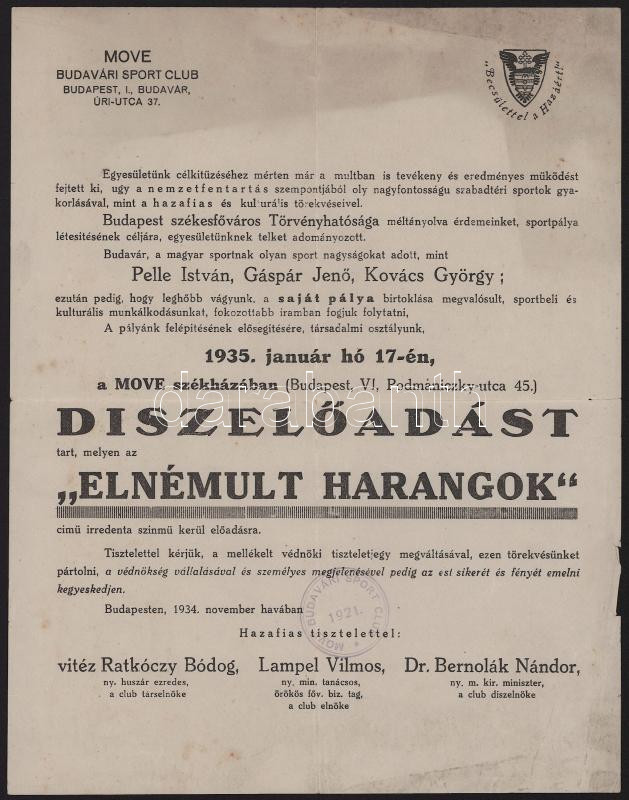 MOVE
BUDAVÁRI SPORT CLUB
BUDAPEST, I., BUDAVÁR,
ÚRI-UTCA 37.
„Becsülettel a Hazáért!"
Egyesületünk célkitüzéséhez mérten már a multban is tevékeny és eredményes müködést
fejtett ki, ugy a nemzetfentartás szempontjából oly nagyfontosságu szabadtéri sportok gya-
korlásával, mint a hazafias és kulturális törekvéseivel.
Budapest székesfőváros Törvényhatósága méltányolva érdemeinket, sportpálya
létesitésének céljára, egyesületünknek telket adományozott.
Budavár, a magyar sportnak olyan sport nagyságokat adott, mint
Pelle István, Gáspár Jenő, Kovács György;
ezután pedig, hogy leghőbb vágyunk, a saját pálya birtoklása megvalósult, sportbeli és
kulturális munkálkodásunkat, fokozottabb iramban fogjuk folytatni,
A pályánk felépitésének elősegitésére, társadalmi osztályunk,
1935. január hó 17-én,
a MOVE székházában (Budapest, VI, Podmaniczky-utca 45.)
darabanth
DISZELŐADÁST
tart, melyen az
„ELNÉMULT HARANGOK"
cimü irredenta szinmü kerül előadásra.
Tisztelettel kérjük, a mellékelt védnöki tiszteletjegy megváltásával, ezen törekvésünket
pártolni, a védnökség vállalásával és személyes megjelenésével pedig az est sikerét és fényét emelni
kegyeskedjen.
Budapesten, 1934. november havában
MOVE BUDAVÁRI SPORT CLUB
1921.
Hazafias tisztelettel:
vitéz Ratkóczy Bódog, Lampel Vilmos, Dr. Bernolák Nándor,
ny. huszár ezredes, ny. min. tanácsos, ny. m. kir. miniszter,
a club társelnöke örökös főv. biz. tag, a club diszelnöke
a club elnöke